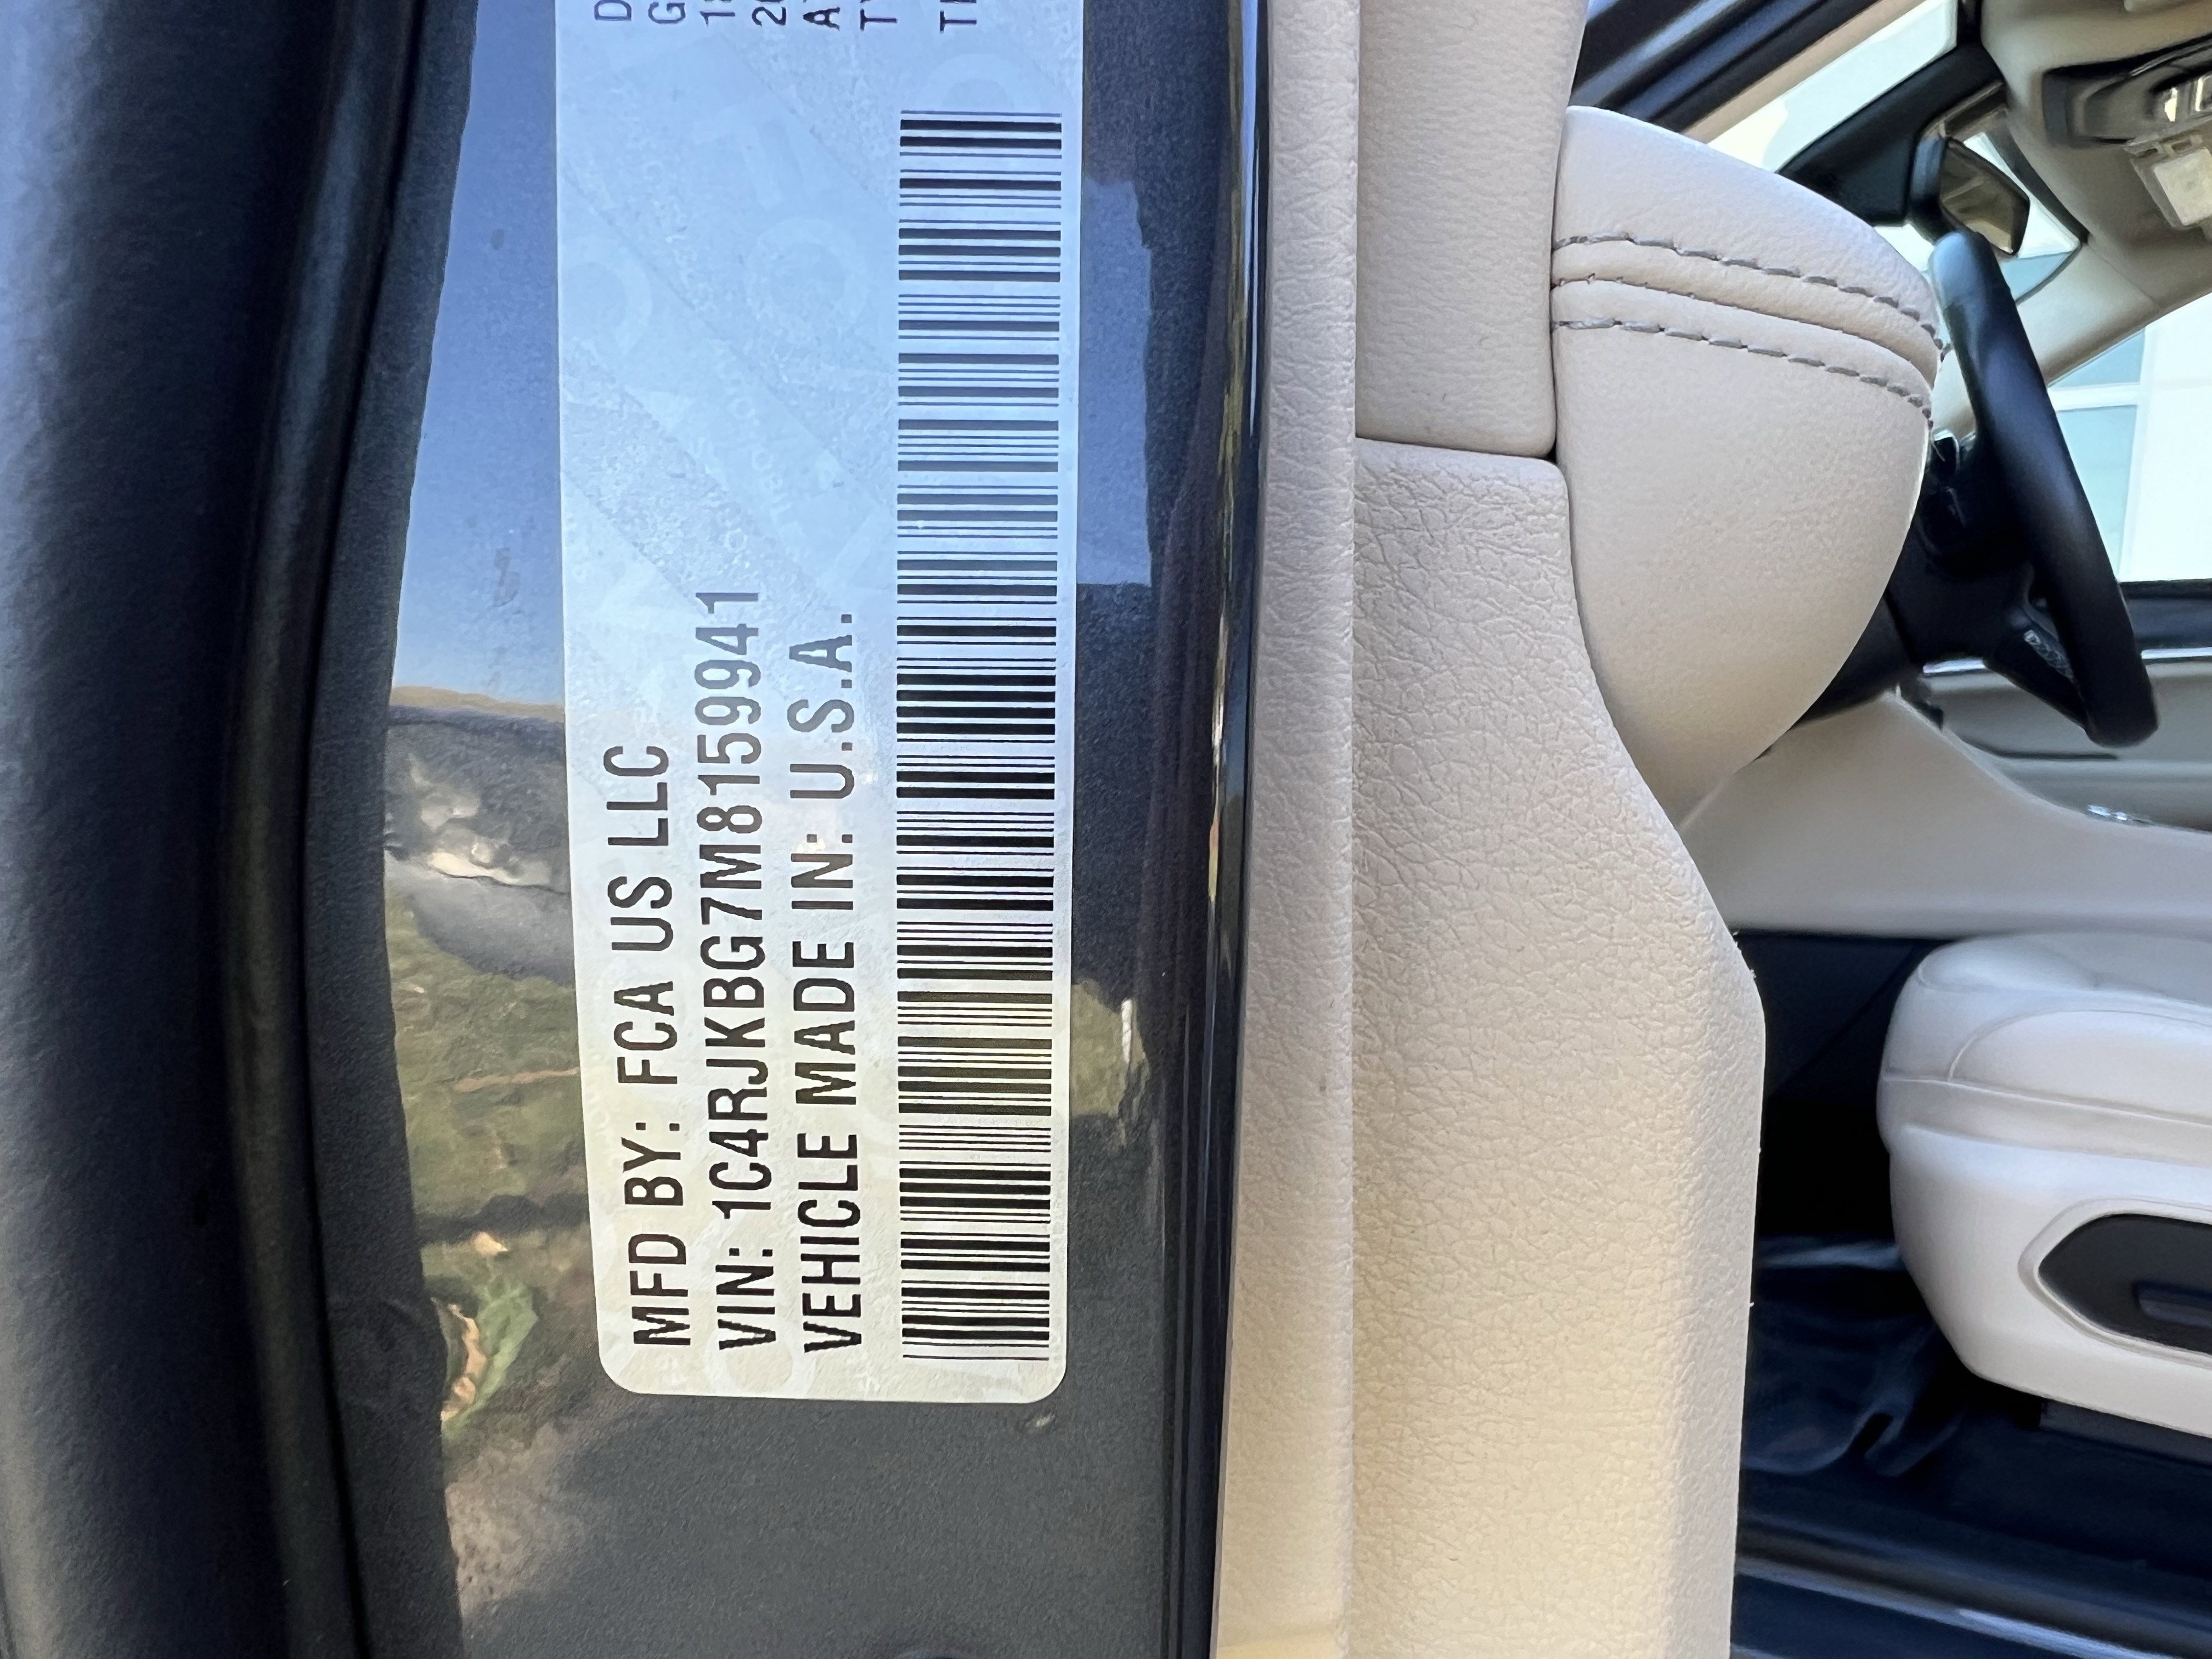 MFD BY: FCA US LLC
VIN: 1C4RJKBG7M8159941
VEHICLE MADE IN: U.S.A.